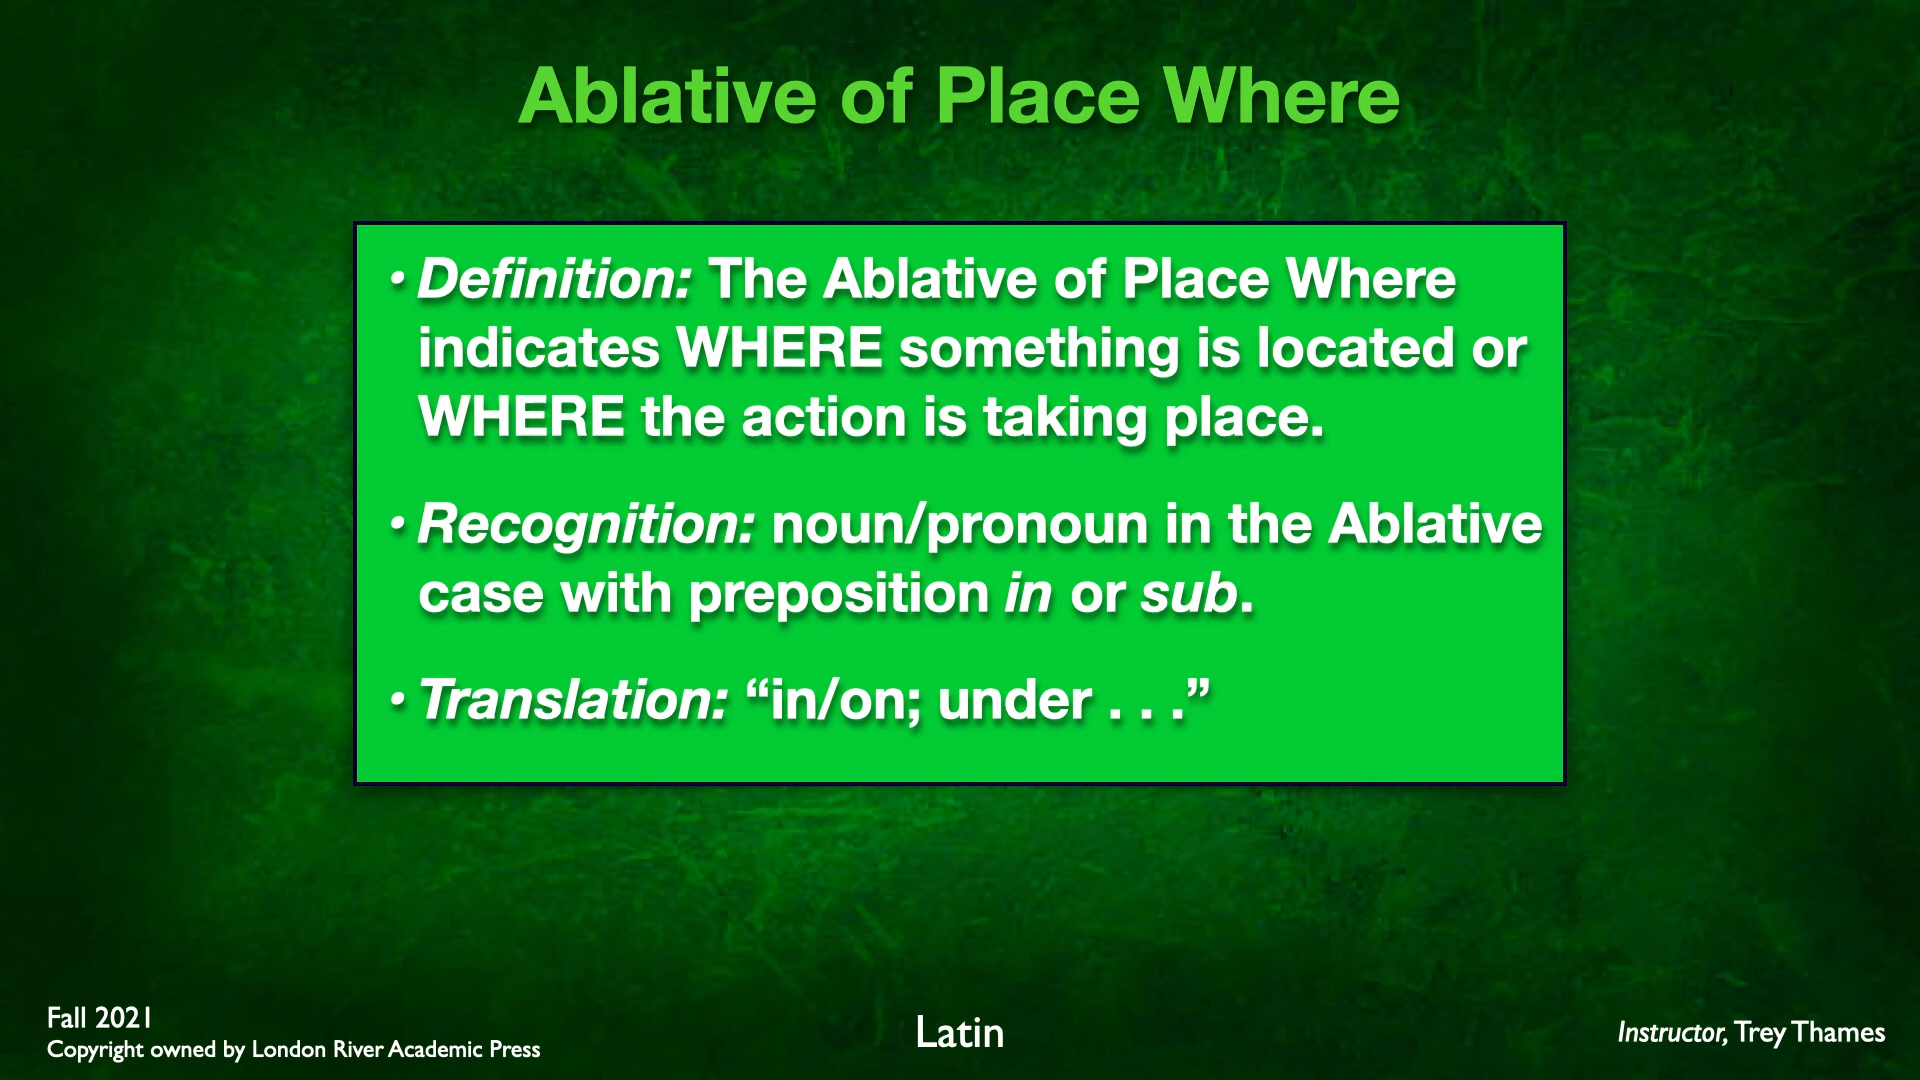 Ablative of Place Where
• Definition: The Ablative of Place Where
indicates WHERE something is located or
WHERE the action is taking place.
• Recognition: noun/pronoun in the Ablative
case with preposition in or sub.
• Translation: “in/on; under . . .”
Fall 2021
Copyright owned by London River Academic Press
Latin
Instructor, Trey Thames